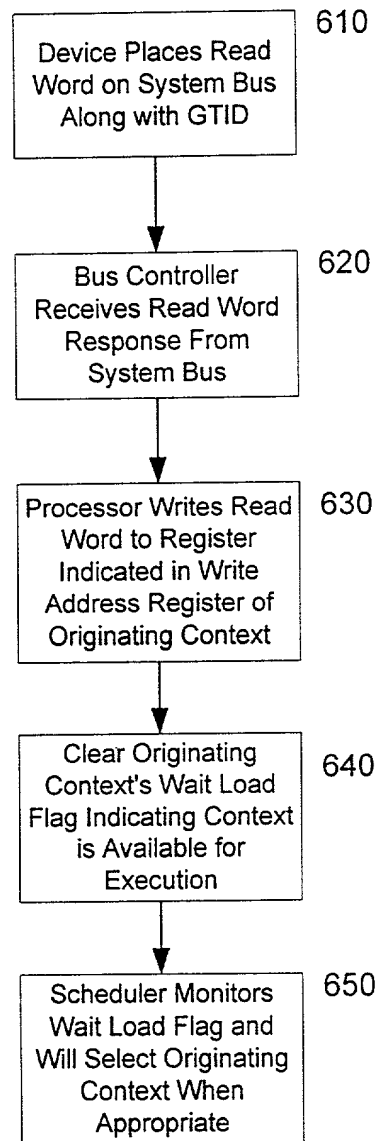 610
Device Places Read
Word on System Bus
Along with GTID
620
Bus Controller
Receives Read Word
Response From
System Bus
630
Processor Writes Read
Word to Register
Indicated in Write
Address Register of
Originating Context
640
Clear Originating
Context's Wait Load
Flag Indicating Context
is Available for
Execution
650
Scheduler Monitors
Wait Load Flag and
Will Select Originating
Context When
Appropriate